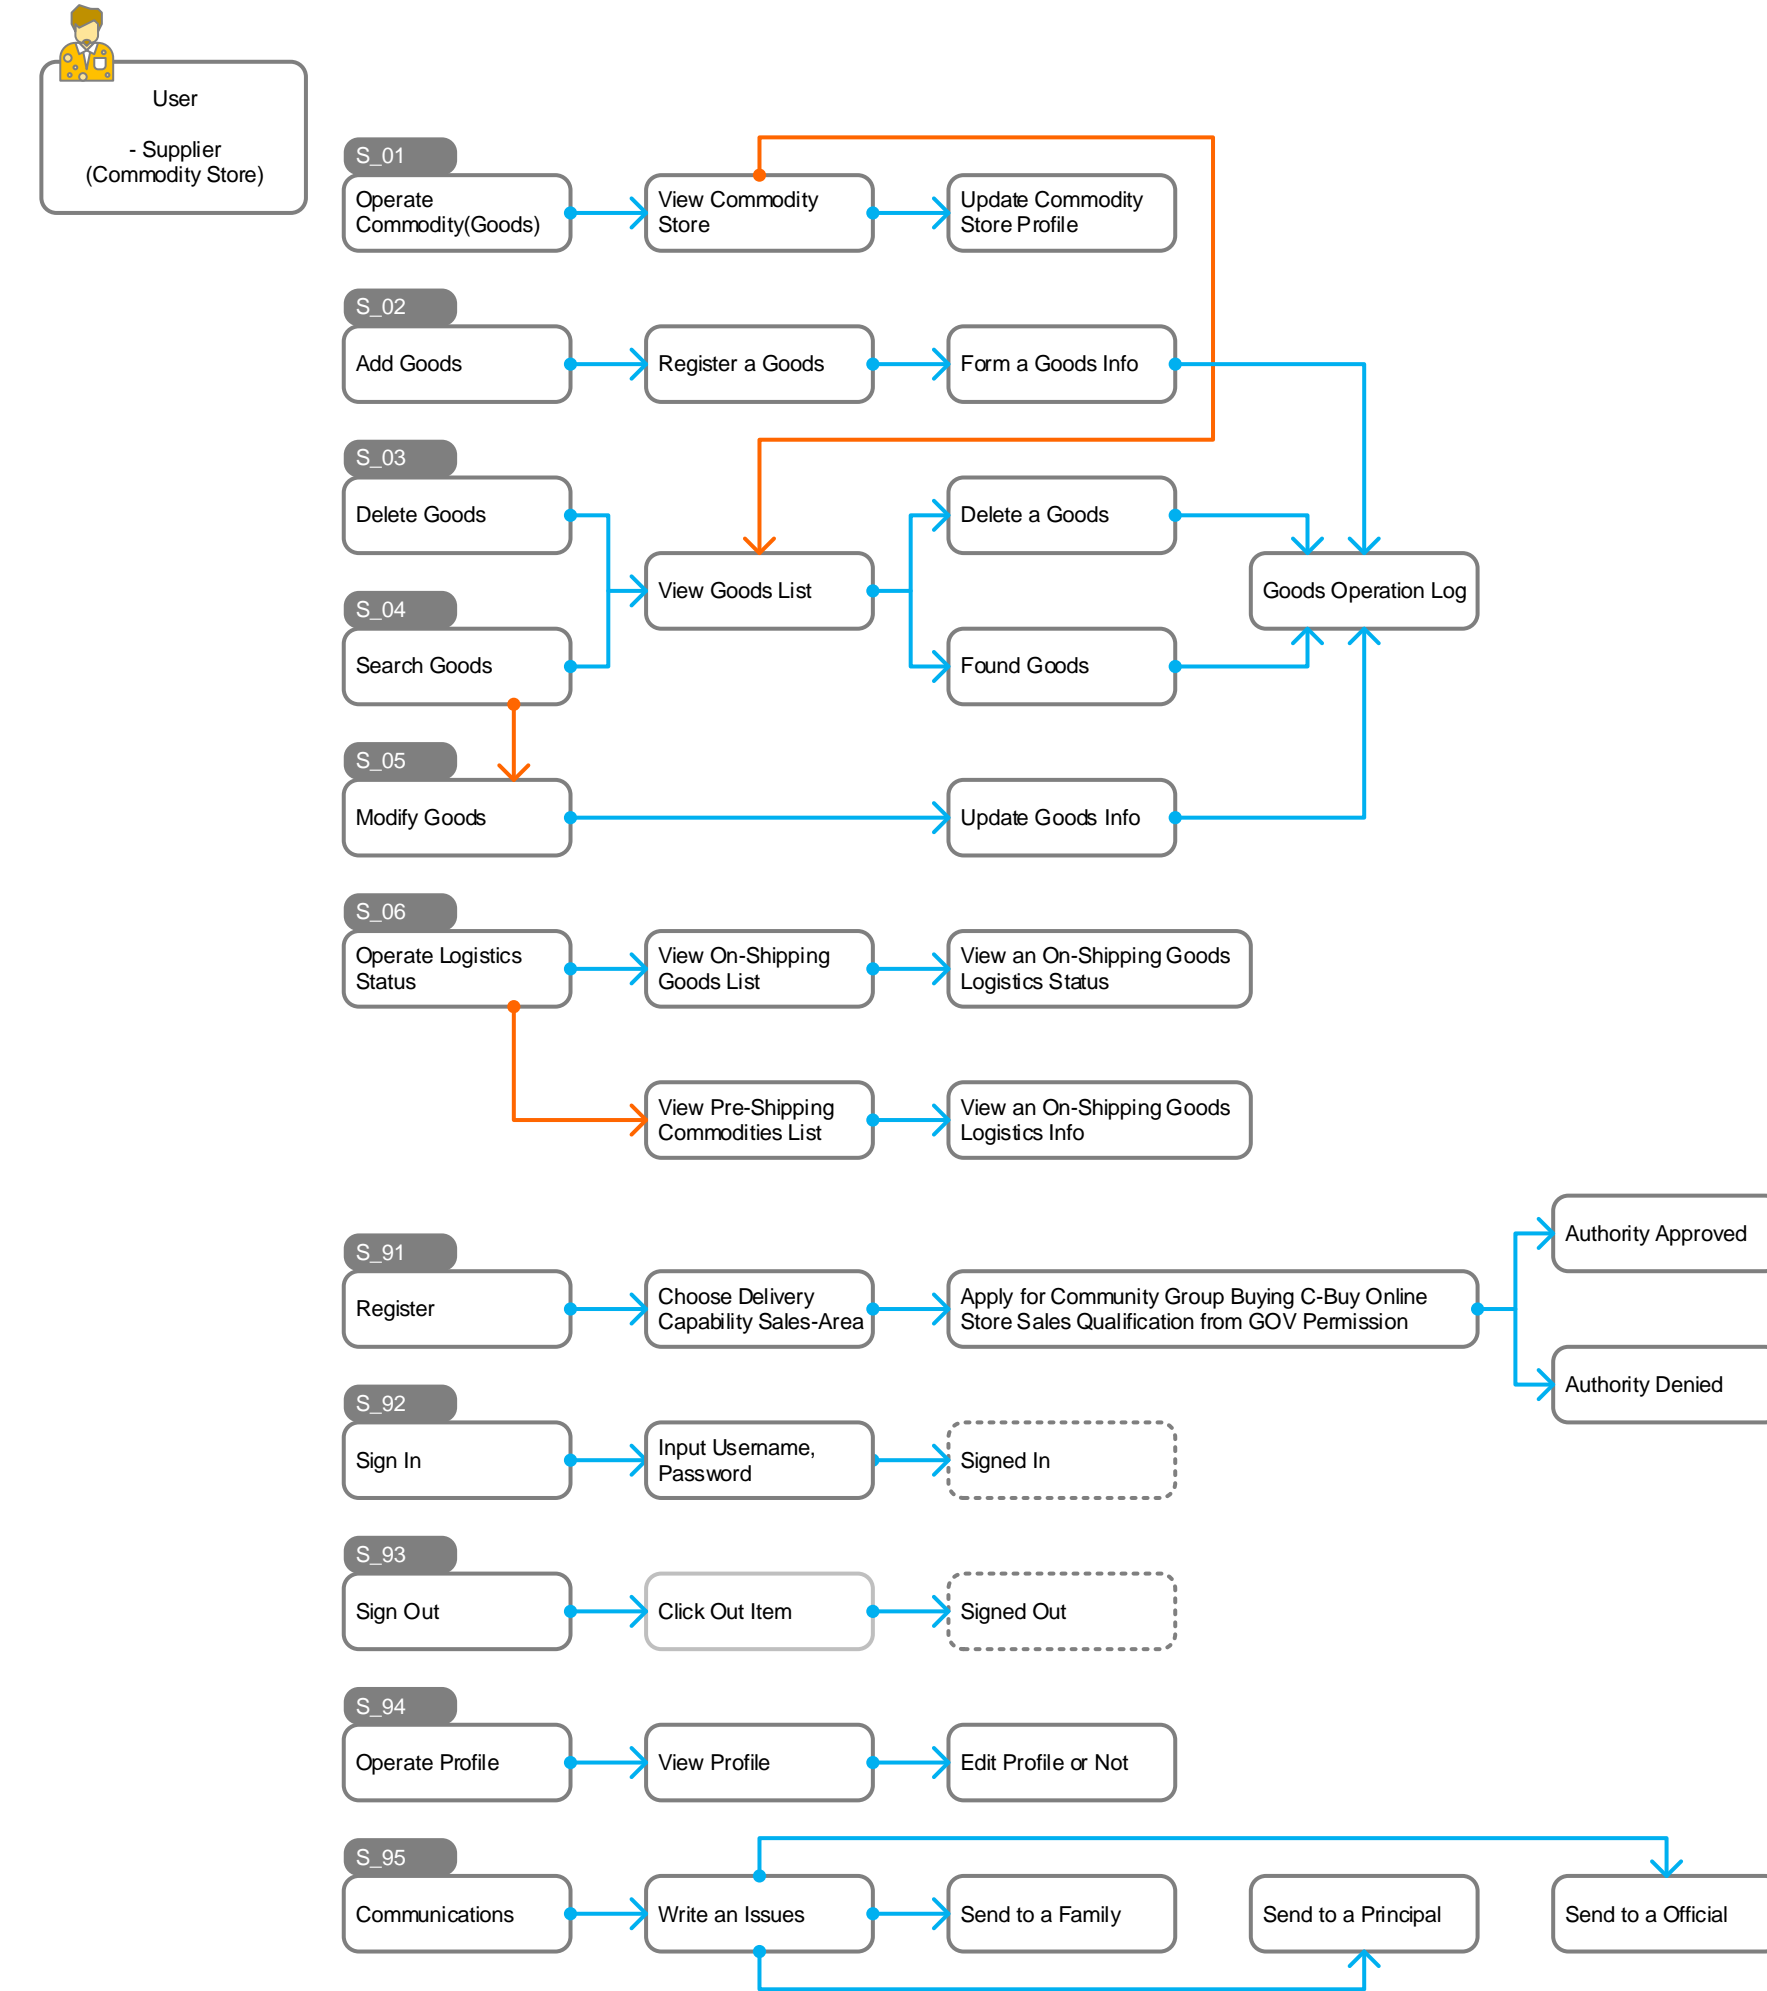 User
- Supplier
(Commodity Store)
S_01
Operate
Commodity(Goods)
View Commodity
Store
Update Commodity
Store Profile
S_02
Add Goods
Register a Goods
Form a Goods Info
S_03
Delete Goods
Delete a Goods
View Goods List
Goods Operation Log
S_04
Search Goods
Found Goods
S_05
Modify Goods
Update Goods Info
S_06
Operate Logistics
Status
View On-Shipping
Goods List
View an On-Shipping Goods
Logistics Status
View Pre-Shipping
Commodities List
View an On-Shipping Goods
Logistics Info
Authority Approved
S_91
Register
Choose Delivery
Capability Sales-Area
Apply for Community Group Buying C-Buy Online
Store Sales Qualification from GOV Permission
Authority Denied
S_92
Sign In
Input Username,
Password
Signed In
S_93
Sign Out
Click Out Item
Signed Out
S_94
Operate Profile
View Profile
Edit Profile or Not
S_95
Communications
Write an Issues
Send to a Family
Send to a Principal
Send to a Official